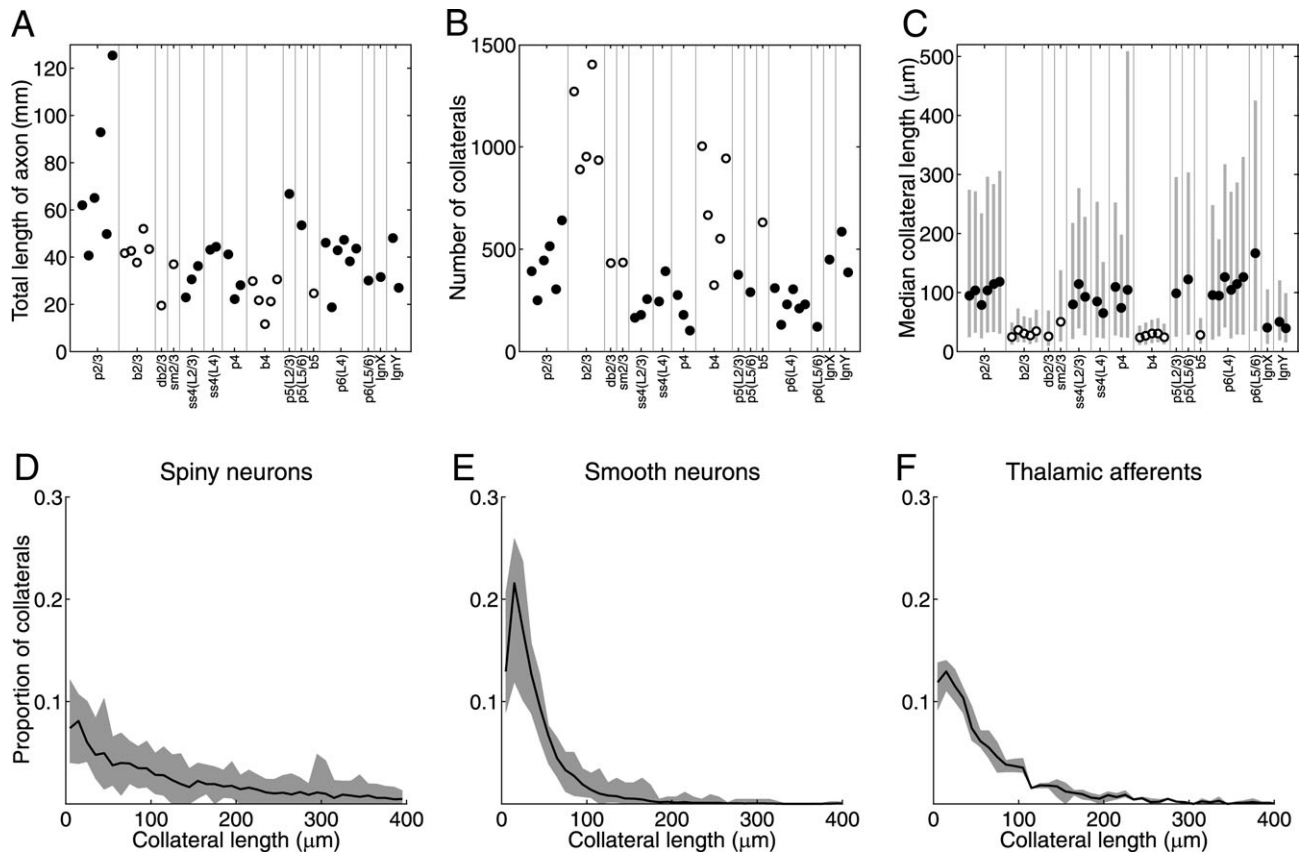 A
Total length of axon (mm)
120
100
80
60
40
20
0
p2/3
b2/3
db2/3
sm2/3
ss4(L2/3)
ss4(L4)
p4
b4
p5(L2/3)
p5(L5/6)
b5
p6(L4)
p6(L5/6)
lgnX
lgnY
B
Number of collaterals
1500
1000
500
0
p2/3
b2/3
db2/3
sm2/3
ss4(L2/3)
ss4(L4)
p4
b4
p5(L2/3)
p5(L5/6)
b5
p6(L4)
p6(L5/6)
lgnX
lgnY
C
Median collateral length (μm)
500
400
300
200
100
0
p2/3
b2/3
db2/3
sm2/3
ss4(L2/3)
ss4(L4)
p4
b4
p5(L2/3)
p5(L5/6)
b5
p6(L4)
p6(L5/6)
lgnX
lgnY
D
Spiny neurons
Proportion of collaterals
0.3
0.2
0.1
0 100 200 300 400
Collateral length (μm)
E
Smooth neurons
0.3
0.2
0.1
0 100 200 300 400
Collateral length (μm)
F
Thalamic afferents
0.3
0.2
0.1
0 100 200 300 400
Collateral length (μm)